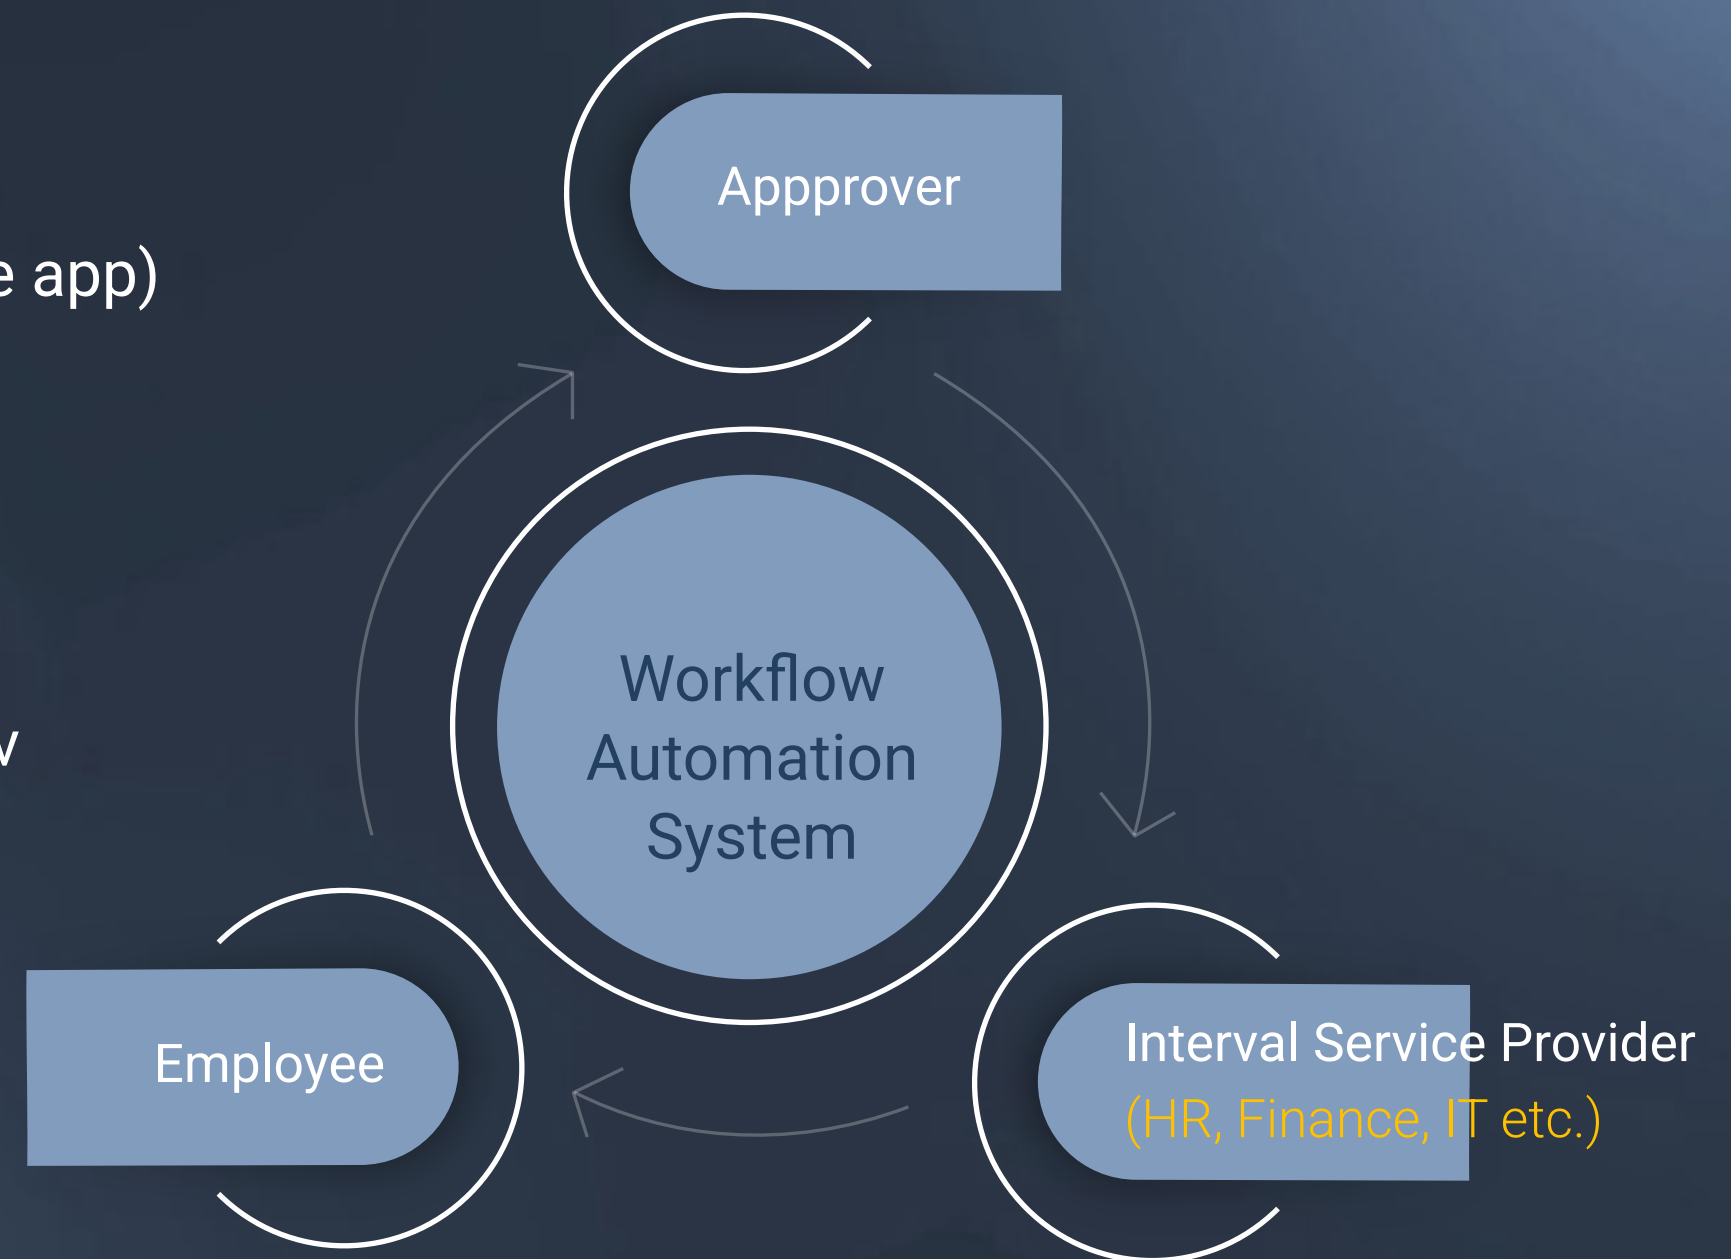 Appprover
e app)
Workflow
Automation
System
Employee
Interval Service Provider
(HR, Finance, IT etc.)